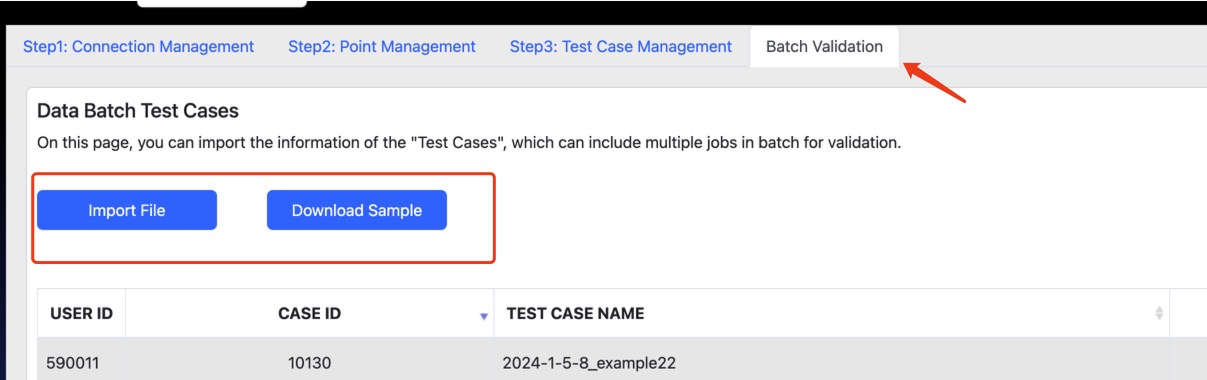 Step1: Connection Management Step2: Point Management Step3: Test Case Management Batch Validation
Data Batch Test Cases
On this page, you can import the information of the "Test Cases", which can include multiple jobs in batch for validation.
Import File Download Sample
USER ID CASE ID TEST CASE NAME
590011 10130 2024-1-5-8_example22